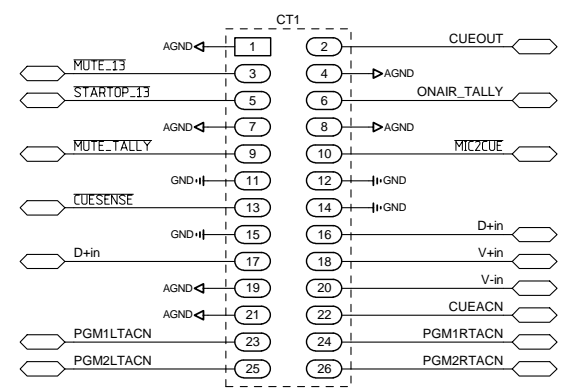 CT1
AGND 1 2 CUEOUT
MUTE_13 3 4 AGND
STARTOP_13 5 6 ONAIR_TALLY
AGND 7 8 AGND
MUTE_TALLY 9 10 MIC2CUE
GND 11 12 GND
CUESENSE 13 14 GND
GND 15 16 D+in
D+in 17 18 V+in
AGND 19 20 V-in
AGND 21 22 CUEACN
PGM1LTACN 23 24 PGM1RTACN
PGM2LTACN 25 26 PGM2RTACN